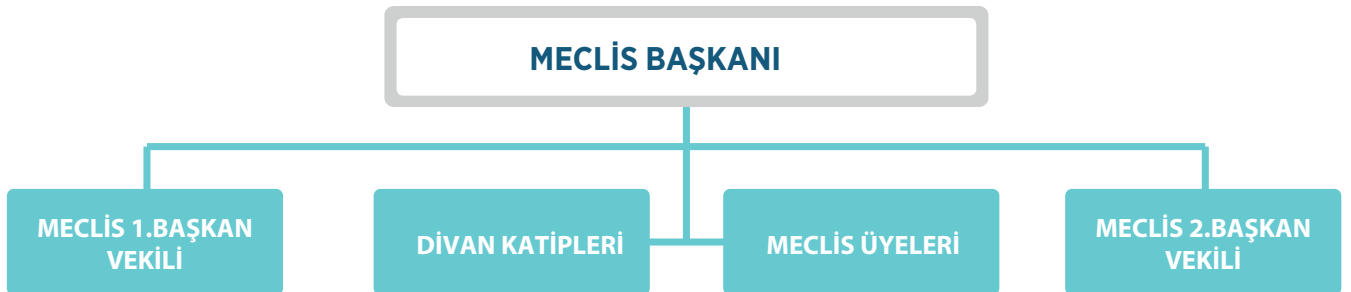 MECLİS BAŞKANI
MECLİS 1.BAŞKAN
VEKİLİ
DİVAN KATİPLERİ
MECLİS ÜYELERİ
MECLİS 2.BAŞKAN
VEKİLİ